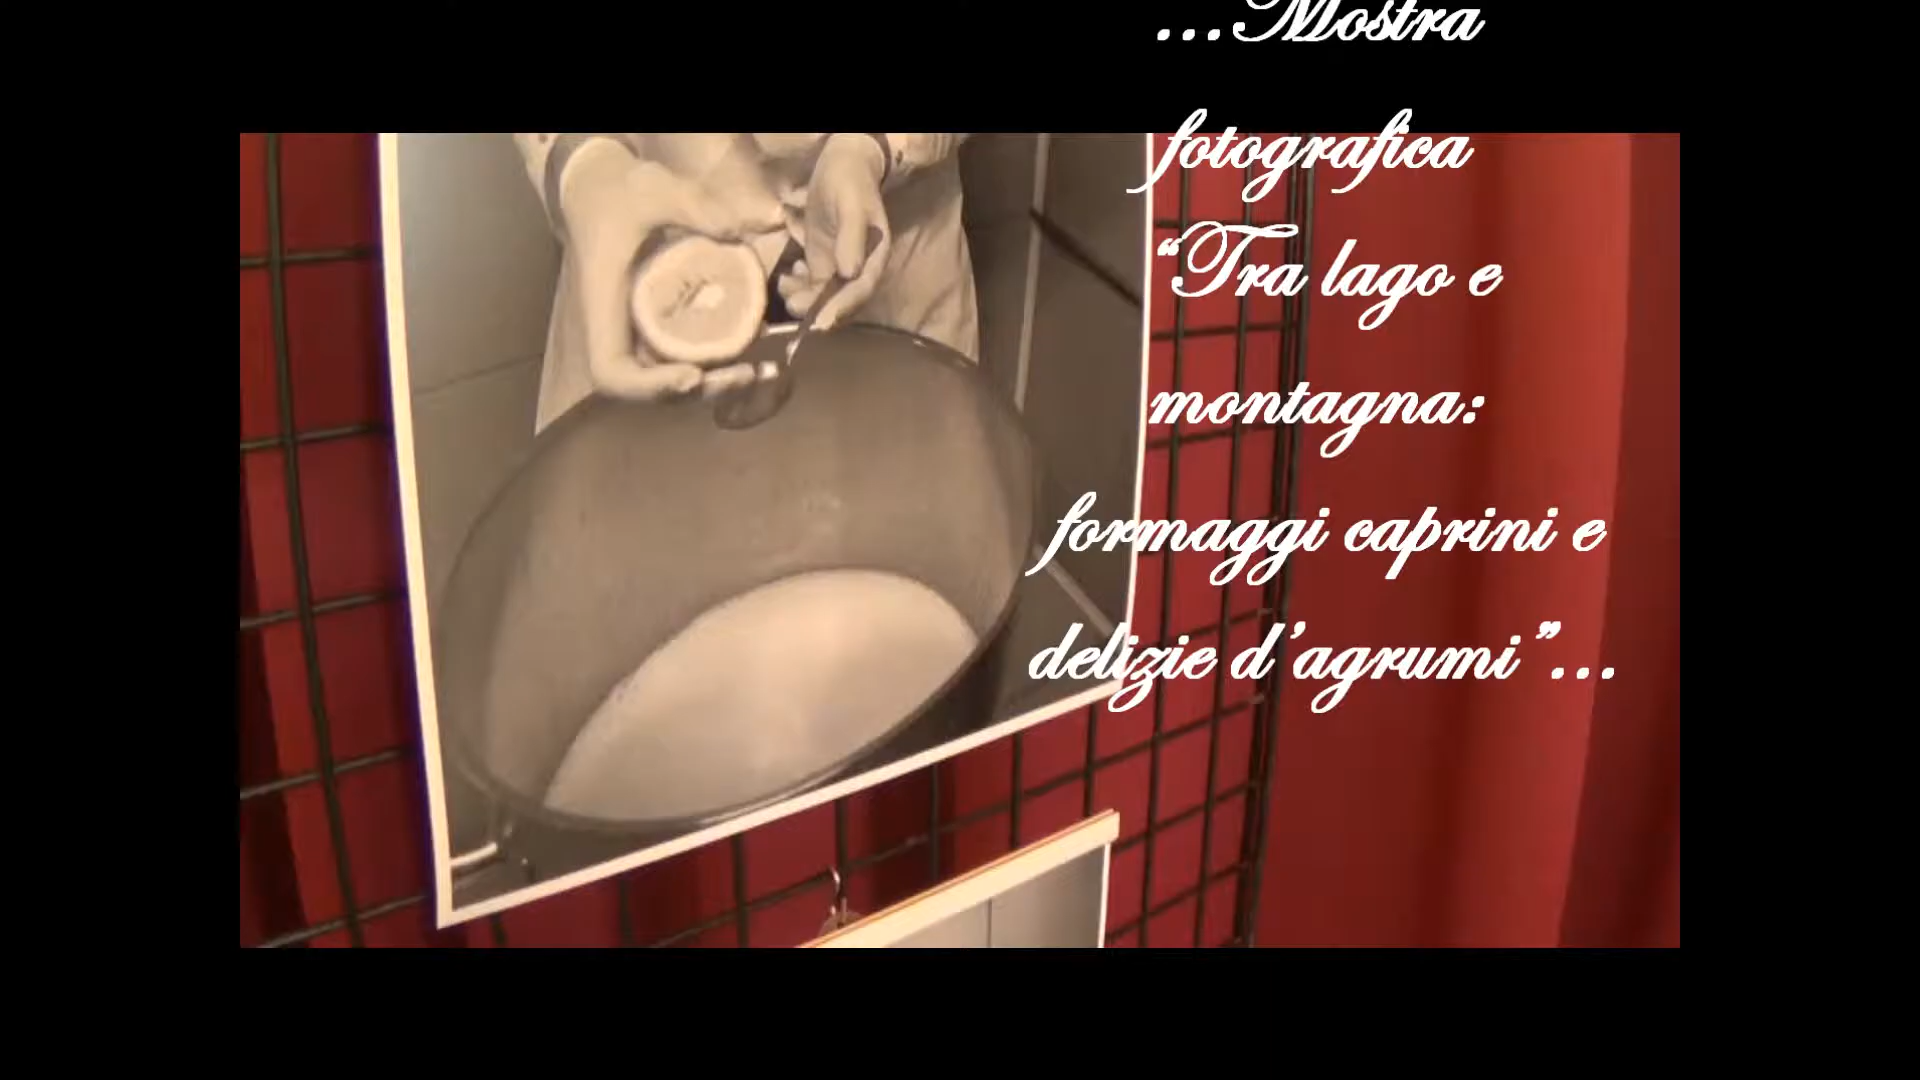 ...Mostra
fotografica
“Tra lago e
montagna:
formaggi caprini e
delizie d’agrumi”...